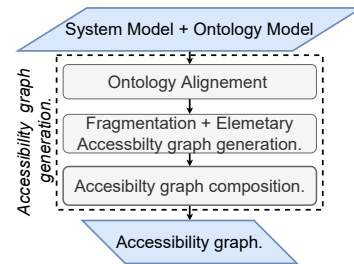 System Model + Ontology Model
Accessibility graph
generation.
Ontology Alignement
Fragmentation + Elemetary
Accessbilty graph generation.
Accesibilty graph composition.
Accessibility graph.